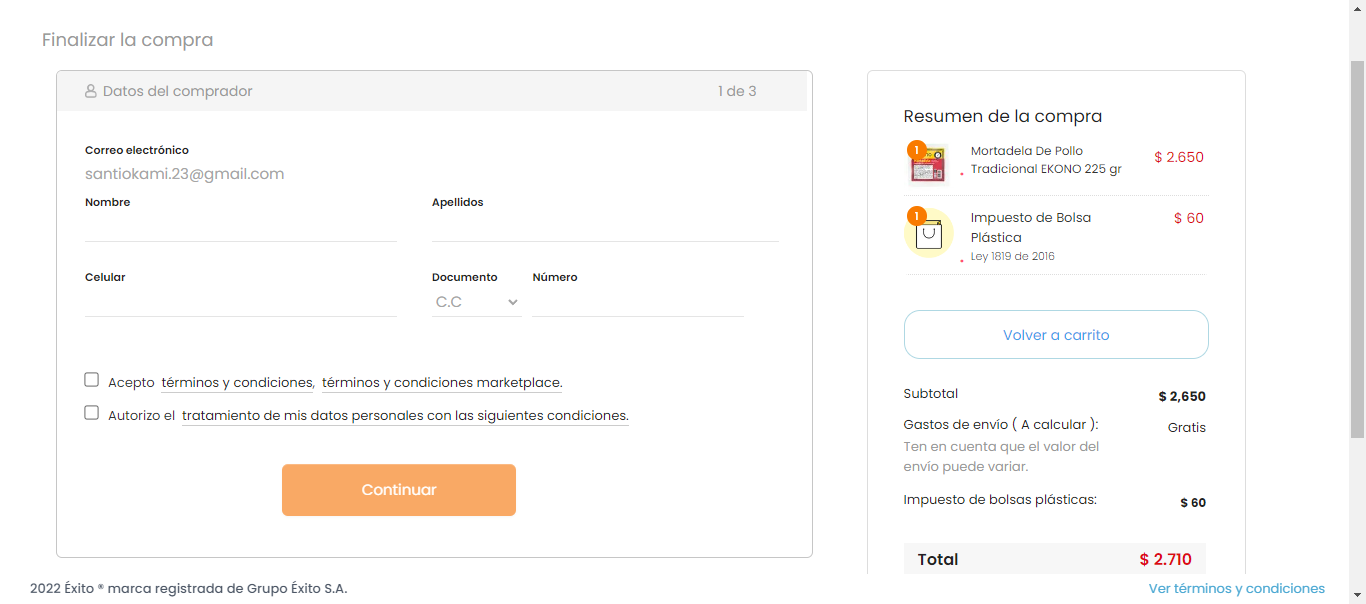 Finalizar la compra
Datos del comprador
1 de 3
Correo electrónico
santiokami.23@gmail.com
Nombre
Apellidos
Celular
Documento
Número
C.C
Acepto términos y condiciones, términos y condiciones marketplace.
Autorizo el tratamiento de mis datos personales con las siguientes condiciones.
Continuar
Resumen de la compra
1
Mortadela De Pollo
Tradicional EKONO 225 gr
$ 2.650
1
Impuesto de Bolsa
Plástica
Ley 1819 de 2016
$ 60
Volver a carrito
Subtotal
$ 2,650
Gastos de envío ( A calcular ):
Gratis
Ten en cuenta que el valor del
envío puede variar.
Impuesto de bolsas plásticas:
$ 60
Total
$ 2.710
2022 Éxito ® marca registrada de Grupo Éxito S.A.
Ver términos y condiciones